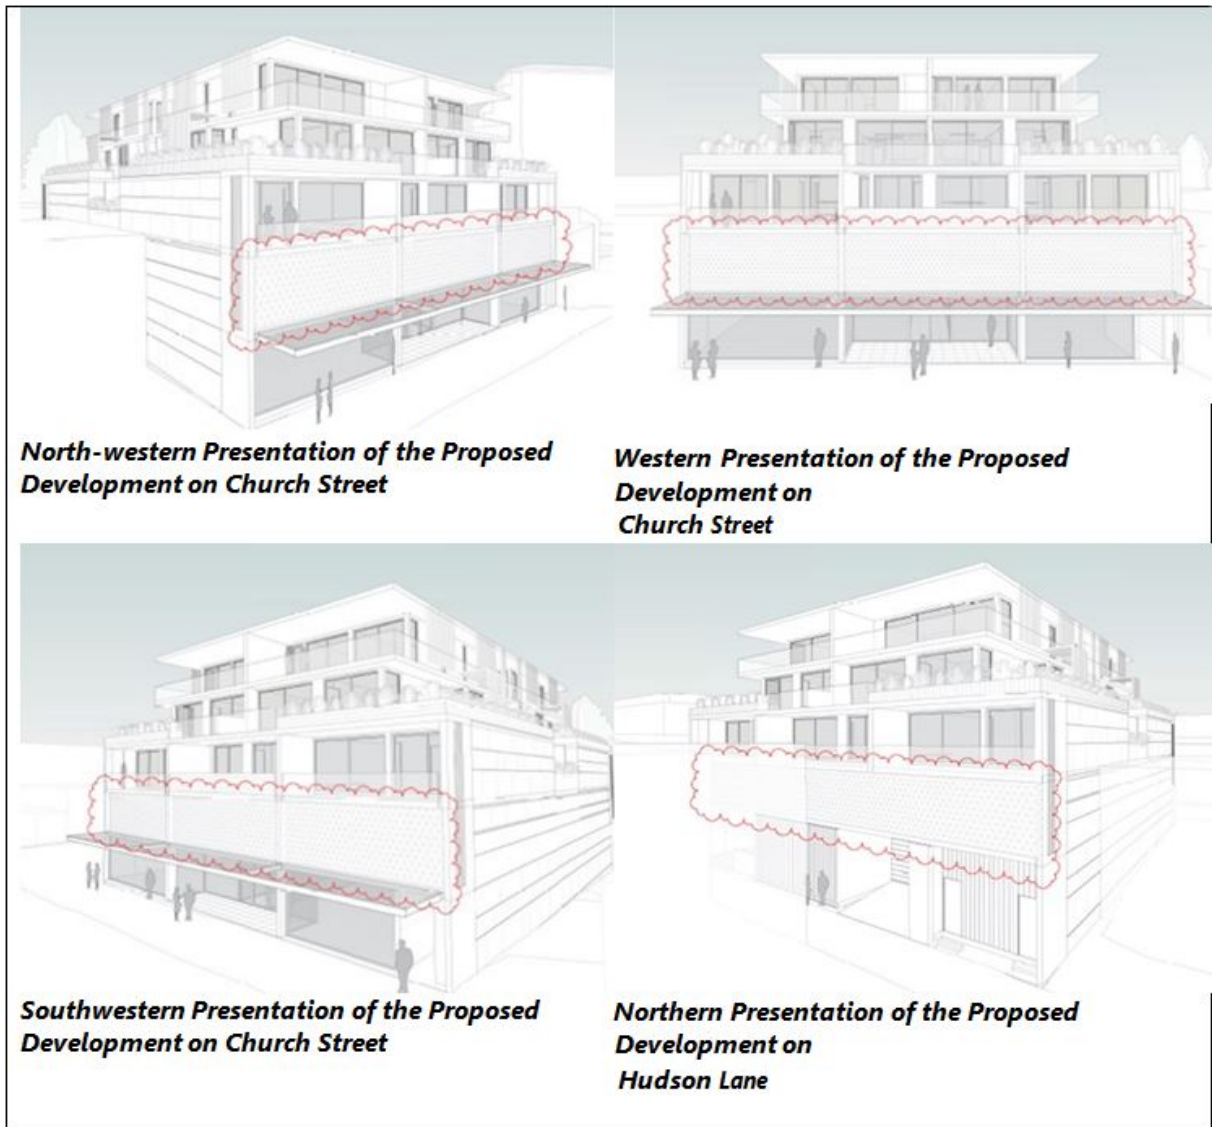 North-western Presentation of the Proposed
Development on Church Street
Western Presentation of the Proposed
Development on
Church Street
Southwestern Presentation of the Proposed
Development on Church Street
Northern Presentation of the Proposed
Development on
Hudson Lane